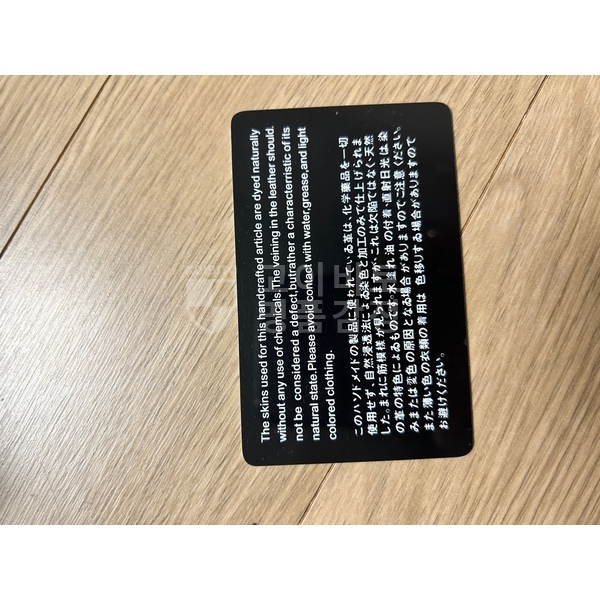 The skins used for this handcrafted article are dyed naturally
without any use of chemicals.The veining in the leather should.
not be considered a defect,butrather a characterristic of its
natural state.Please avoid contact with water,grease,and light
colored clothing.
このハソドメイドの製品に使われている革は、化学薬品を一切
使用せず、自然浸透法による染色と加工のみで仕上げられま
した。まれに筋模様が見られますが、これは欠陥ではなく、天然
の革の特色によるものです。水濡れ、油の付着、直射日光は、染
みまたは変色の原因となる場合がありますのでご注意ください。
また薄い色の衣類の着用は 色移りする場合がありますので
お避けください。